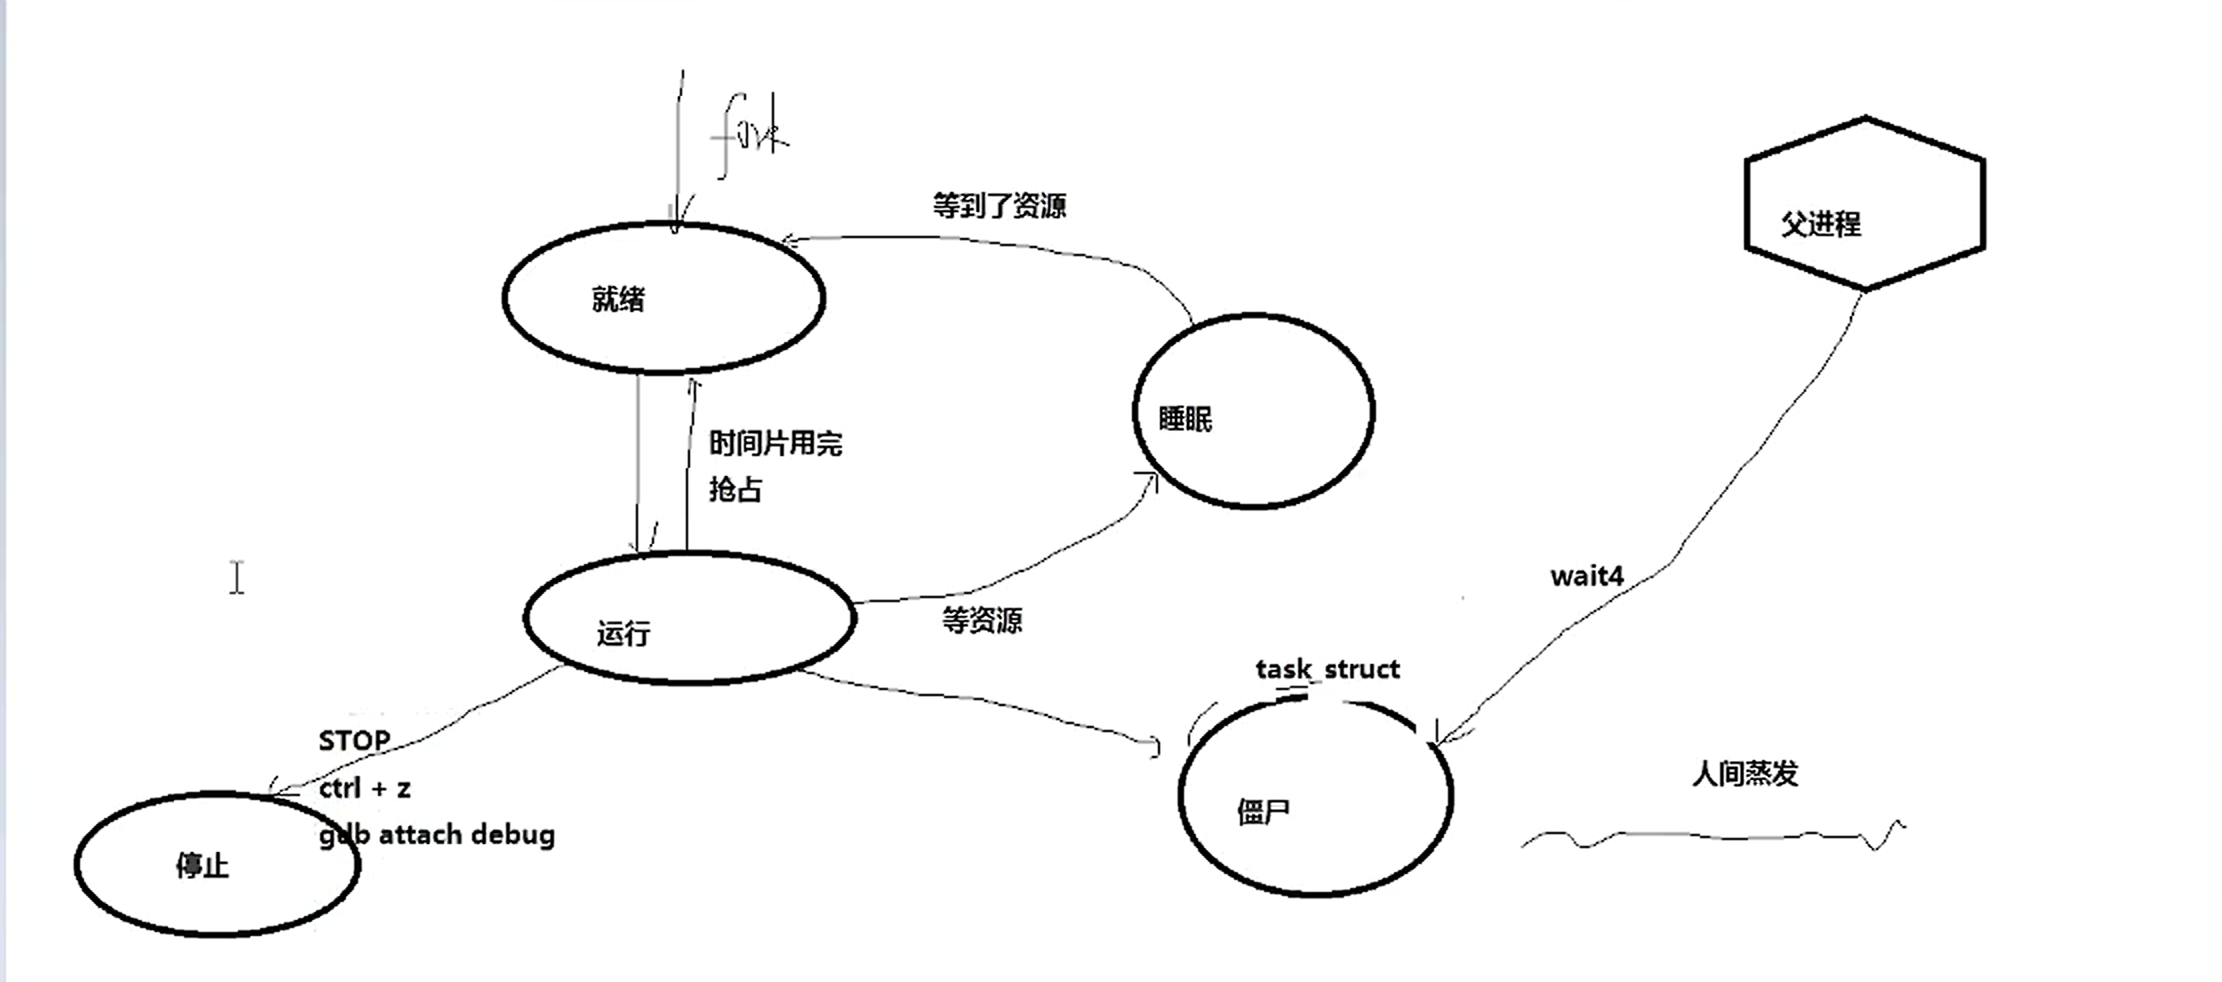 fork
等到了资源
父进程
就绪
睡眠
时间片用完
抢占
wait4
等资源
运行
task_struct
STOP
人间蒸发
ctrl + z
僵尸
gdb attach debug
停止